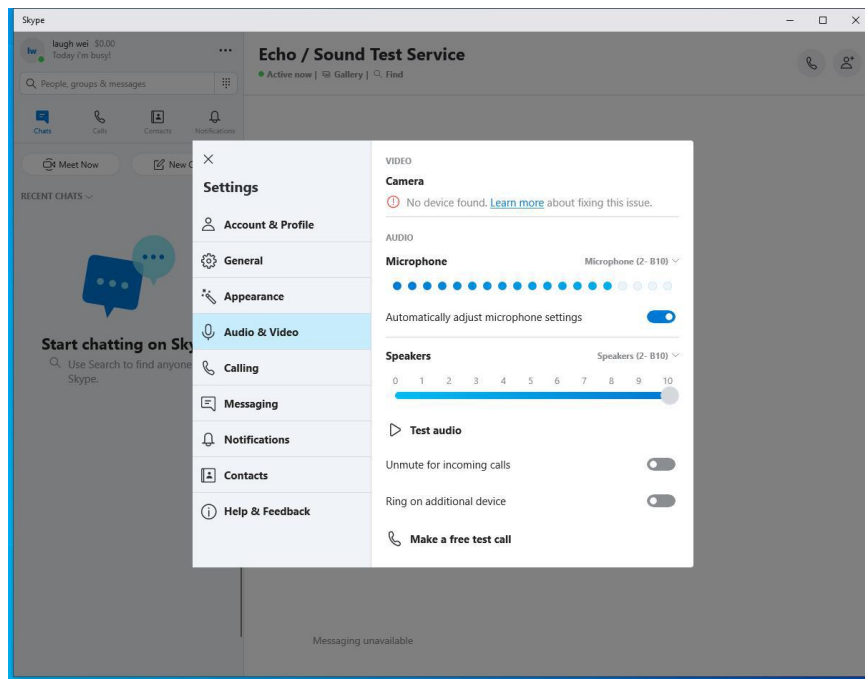 Skype
lw
laugh wei $0.00
Today i'm busy!
People, groups & messages
Chats
Calls
Contacts
Notifications
Meet Now
New C
RECENT CHATS
Start chatting on Sky
Use Search to find anyone
Skype.
Echo / Sound Test Service
Active now | Gallery | Find
Messaging unavailable
Settings
Account & Profile
General
Appearance
Audio & Video
Calling
Messaging
Notifications
Contacts
Help & Feedback
VIDEO
Camera
No device found. Learn more about fixing this issue.
AUDIO
Microphone Microphone (2- B10)
Automatically adjust microphone settings
Speakers Speakers (2- B10)
0 1 2 3 4 5 6 7 8 9 10
Test audio
Unmute for incoming calls
Ring on additional device
Make a free test call